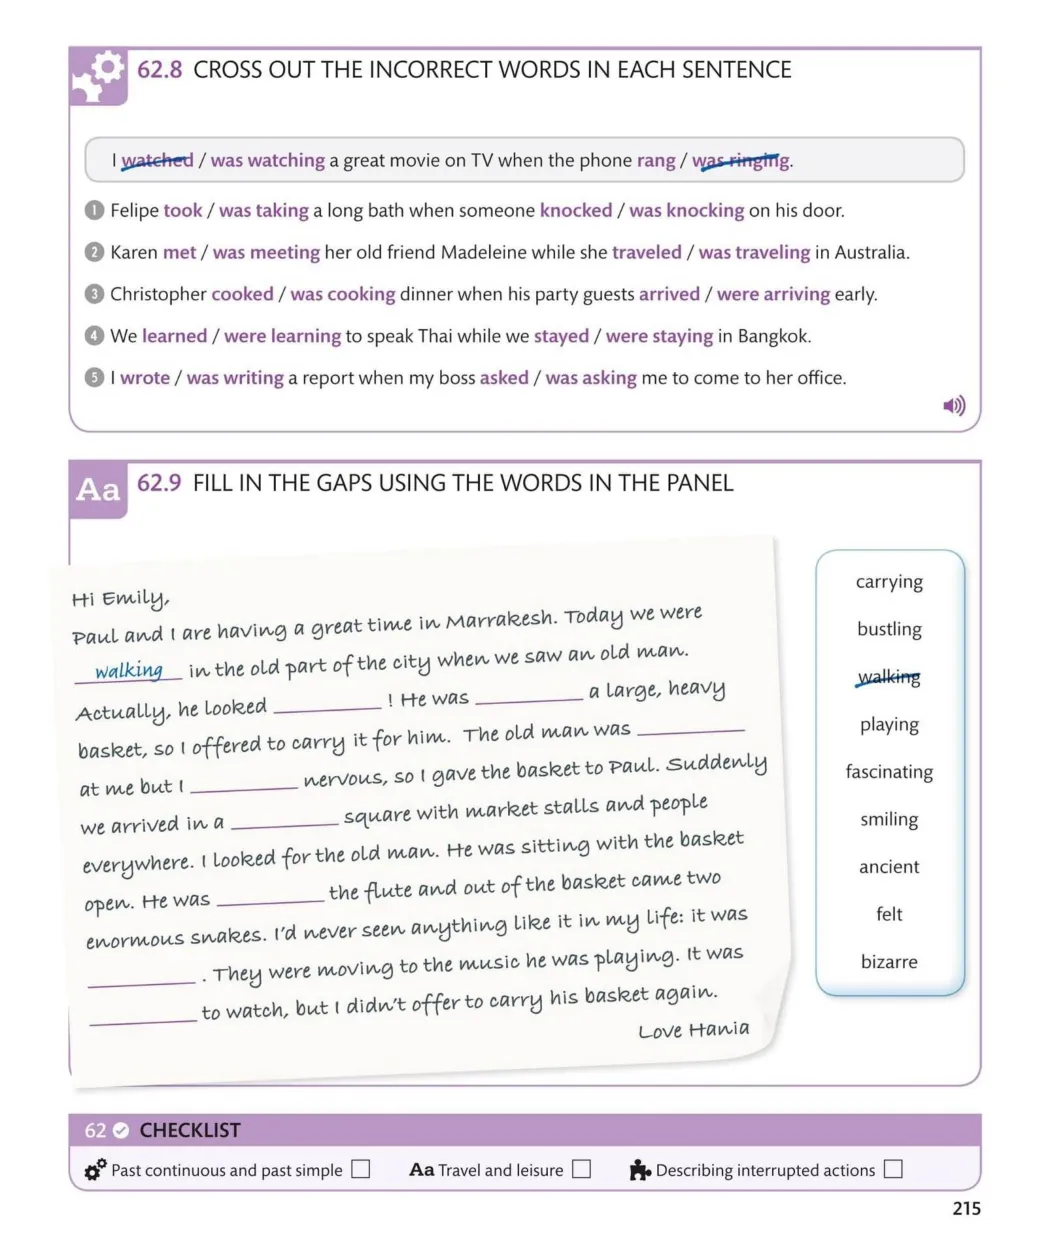 62.8 CROSS OUT THE INCORRECT WORDS IN EACH SENTENCE
I watched / was watching a great movie on TV when the phone rang / was ringing.
1 Felipe took / was taking a long bath when someone knocked / was knocking on his door.
2 Karen met / was meeting her old friend Madeleine while she traveled / was traveling in Australia.
3 Christopher cooked / was cooking dinner when his party guests arrived / were arriving early.
4 We learned / were learning to speak Thai while we stayed / were staying in Bangkok.
5 I wrote / was writing a report when my boss asked / was asking me to come to her office.
Aa 62.9 FILL IN THE GAPS USING THE WORDS IN THE PANEL
Hi Emily,
Paul and I are having a great time in Marrakesh. Today we were
walking in the old part of the city when we saw an old man.
Actually, he looked ____ ! He was ____ a large, heavy
basket, so I offered to carry it for him. The old man was ____
at me but I ____ nervous, so I gave the basket to Paul. Suddenly
we arrived in a ____ square with market stalls and people
everywhere. I looked for the old man. He was sitting with the basket
open. He was ____ the flute and out of the basket came two
enormous snakes. I'd never seen anything like it in my life: it was
____ . They were moving to the music he was playing. It was
____ to watch, but I didn't offer to carry his basket again.
Love Hania
carrying
bustling
walking
playing
fascinating
smiling
ancient
felt
bizarre
62 CHECKLIST
Past continuous and past simple Aa Travel and leisure Describing interrupted actions
215